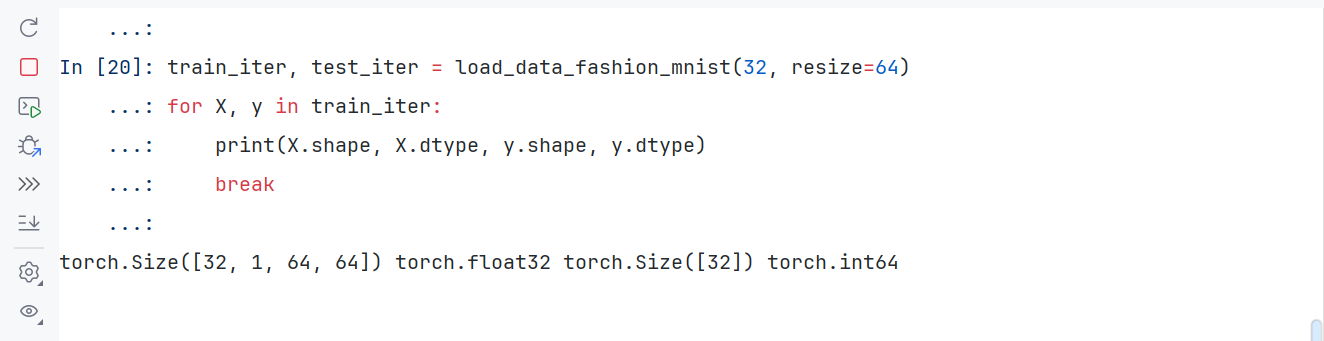 ...:
In [20]: train_iter, test_iter = load_data_fashion_mnist(32, resize=64)
...: for X, y in train_iter:
...:     print(X.shape, X.dtype, y.shape, y.dtype)
...:     break
...:
torch.Size([32, 1, 64, 64]) torch.float32 torch.Size([32]) torch.int64